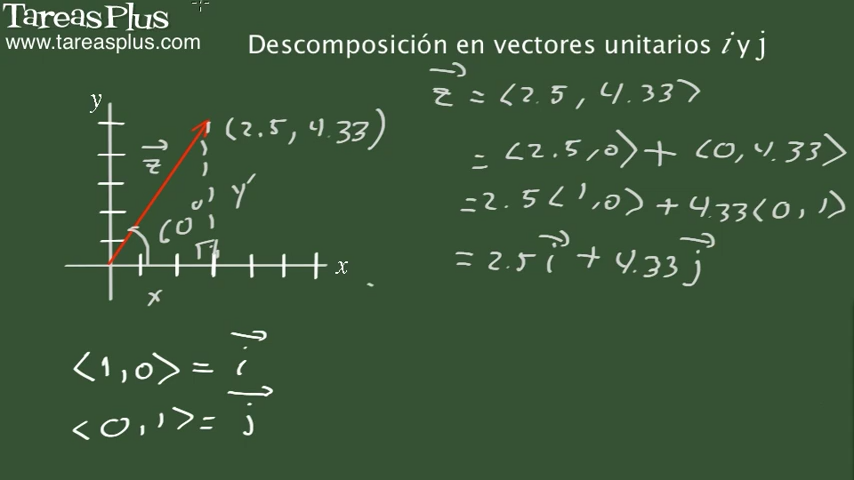 TareasPlus
www.tareasplus.com
Descomposición en vectores unitarios i y j
y
z
(2.5, 4.33)
60°
y
x
x
z = <2.5, 4.33>
= <2.5,0> + <0,4.33>
= 2.5<1,0> + 4.33<0,1>
= 2.5 i + 4.33 j
<1,0> = i
<0,1> = j